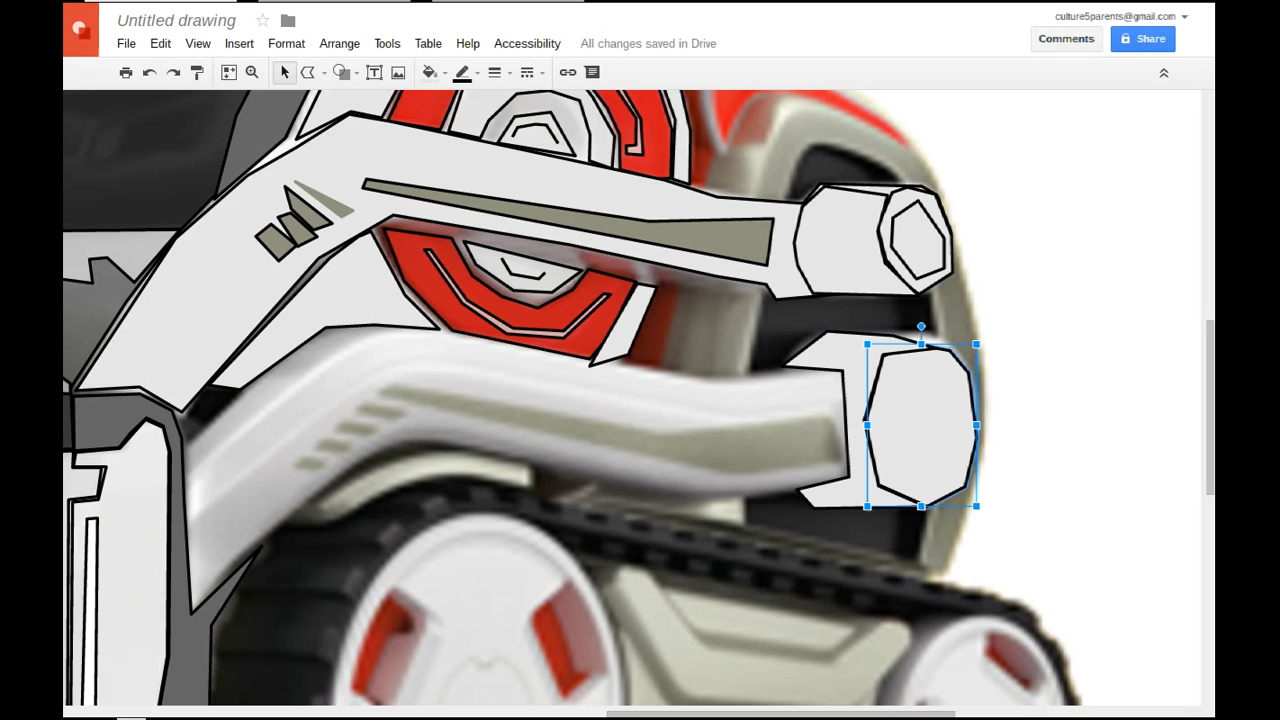 Untitled drawing
culture5parents@gmail.com
File Edit View Insert Format Arrange Tools Table Help Accessibility All changes saved in Drive
Comments
Share